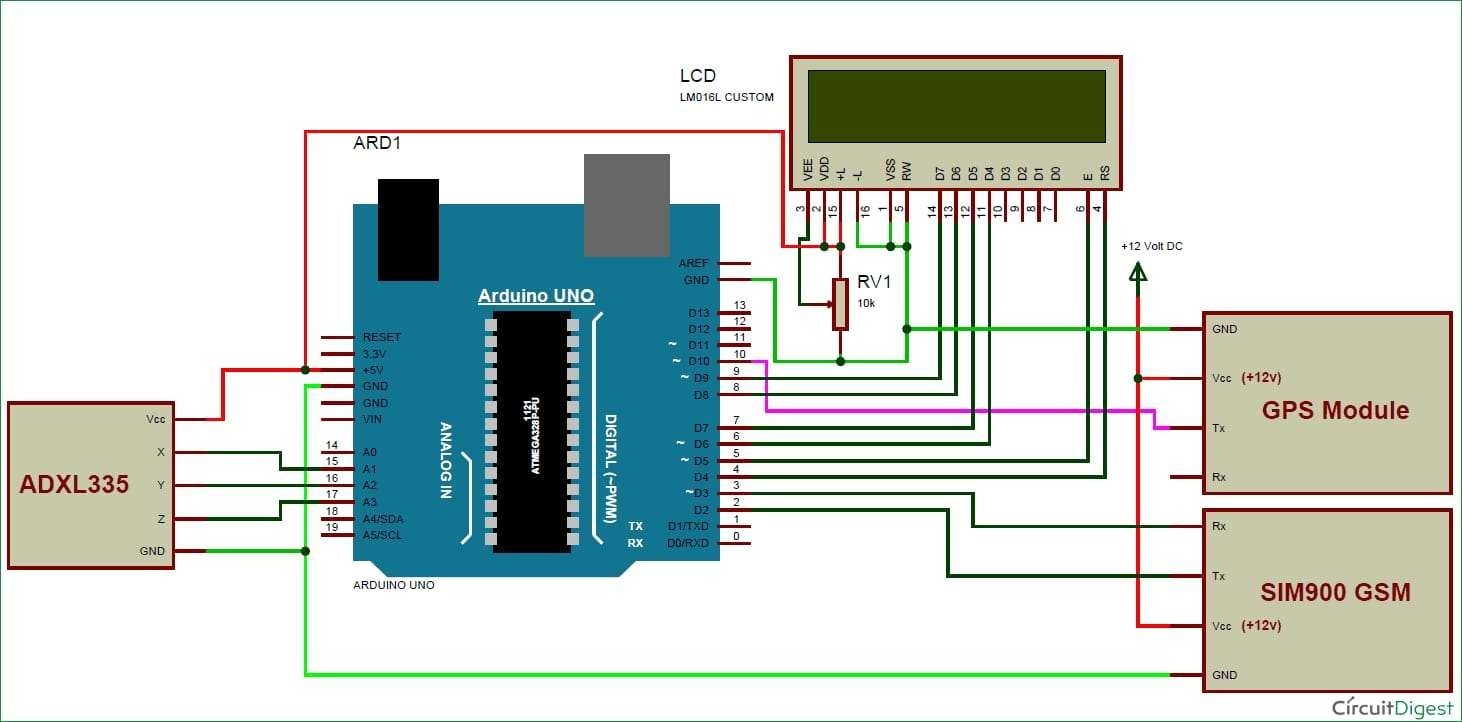 LCD
LM016L CUSTOM
VEE
VDD
+L
-L
VSS
RW
D7
D6
D5
D4
D3
D2
D1
D0
E
RS
3
2
15
16
1
5
14
13
12
11
10
9
8
7
6
4
ARD1
+12 Volt DC
RV1
10k
Arduino UNO
AREF
GND
RESET
3.3V
+5V
GND
GND
VIN
14 A0
15 A1
16 A2
17 A3
18 A4/SDA
19 A5/SCL
ANALOG IN
1121
ATMEGA328P-PU
DIGITAL (~PWM)
D13 13
D12 12
~ D11 11
~ D10 10
~ D9 9
D8 8
D7 7
~ D6 6
~ D5 5
D4 4
~D3 3
D2 2
TX D1/TXD 1
RX D0/RXD 0
ARDUINO UNO
ADXL335
Vcc
X
Y
Z
GND
GND
Vcc (+12v)
GPS Module
Tx
Rx
Rx
Tx
SIM900 GSM
Vcc (+12v)
GND
CircuitDigest